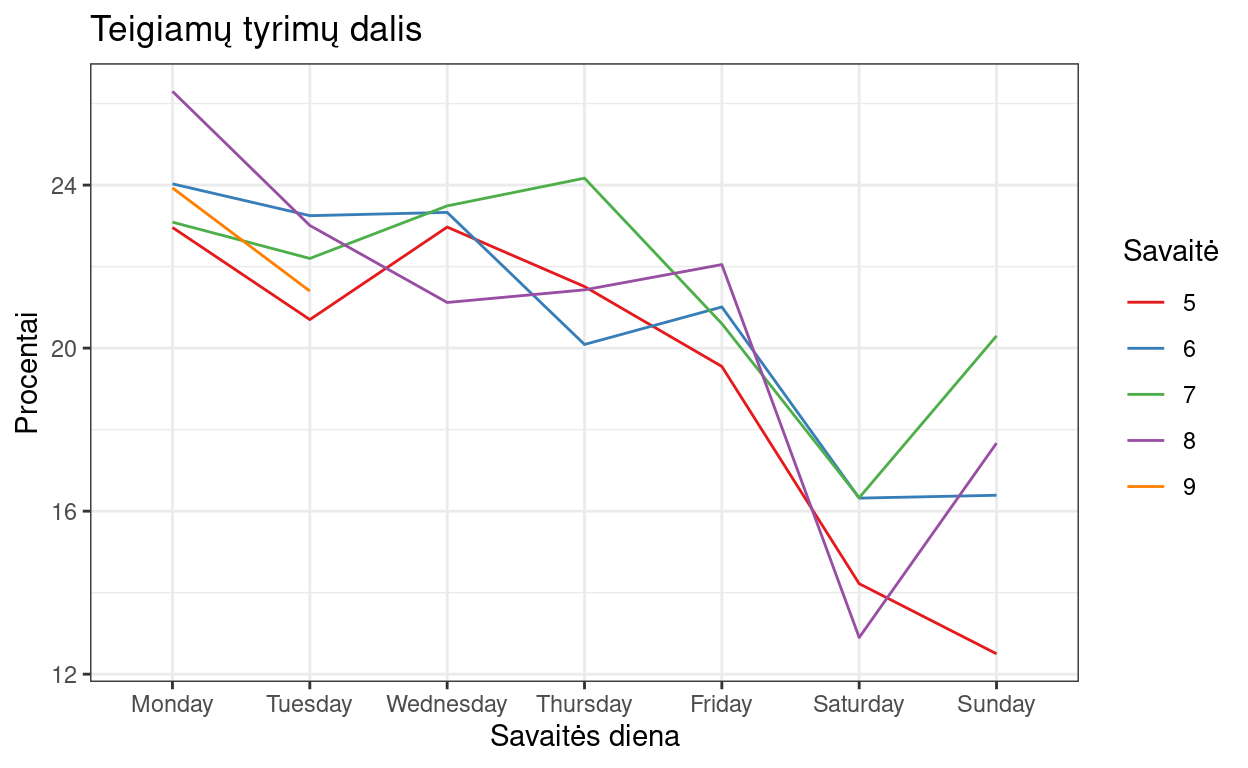 Teigiamų tyrimų dalis
Procentai
24
20
16
12
Monday Tuesday Wednesday Thursday Friday Saturday Sunday
Savaitės diena
Savaitė
5
6
7
8
9